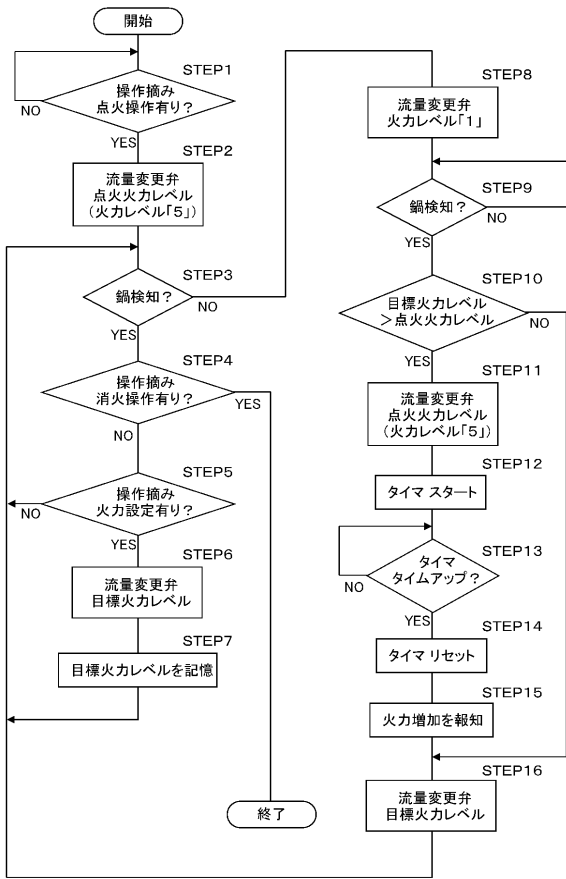 開始
STEP1
操作摘み
点火操作有り？
NO
YES
STEP2
流量変更弁
点火火力レベル
(火力レベル「5」)
STEP3
鍋検知？
NO
YES
STEP4
操作摘み
消火操作有り？
YES
NO
STEP5
操作摘み
火力設定有り？
NO
YES
STEP6
流量変更弁
目標火力レベル
STEP7
目標火力レベルを記憶
終了
STEP8
流量変更弁
火力レベル「1」
STEP9
鍋検知？
NO
YES
STEP10
目標火力レベル
＞点火火力レベル
NO
YES
STEP11
流量変更弁
点火火力レベル
(火力レベル「5」)
STEP12
タイマ スタート
STEP13
タイマ
タイムアップ？
NO
YES
STEP14
タイマ リセット
STEP15
火力増加を報知
STEP16
流量変更弁
目標火力レベル